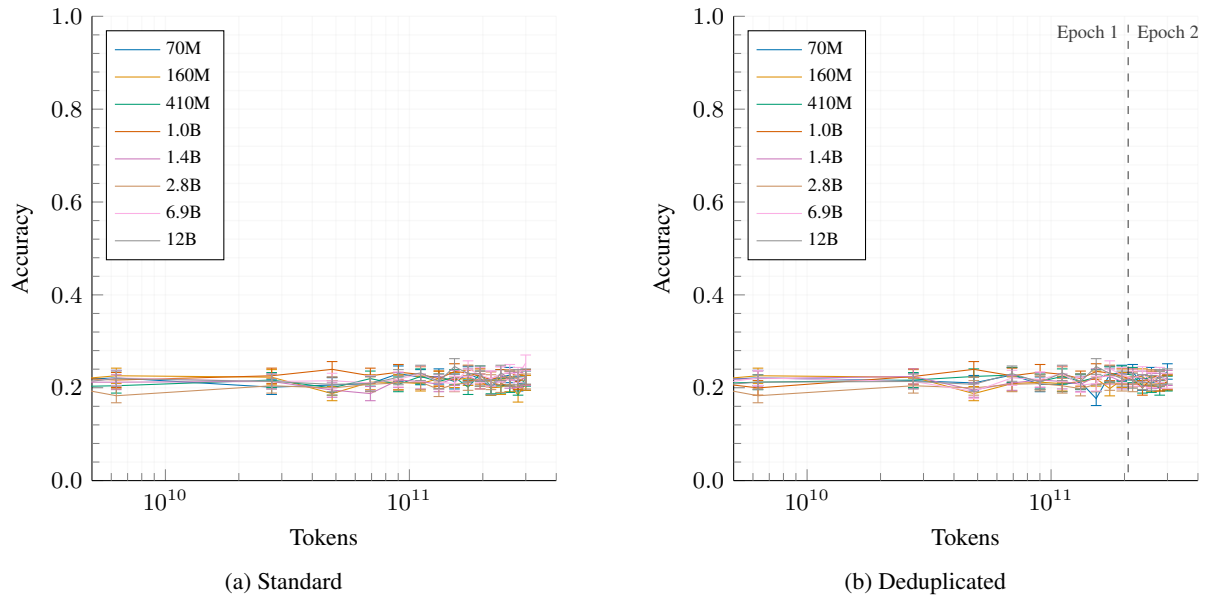 1.0
0.8
0.6
0.4
0.2
0.0
Accuracy
70M
160M
410M
1.0B
1.4B
2.8B
6.9B
12B
10^10
10^11
Tokens
(a) Standard
1.0
0.8
0.6
0.4
0.2
0.0
Accuracy
70M
160M
410M
1.0B
1.4B
2.8B
6.9B
12B
Epoch 1
Epoch 2
10^10
10^11
Tokens
(b) Deduplicated